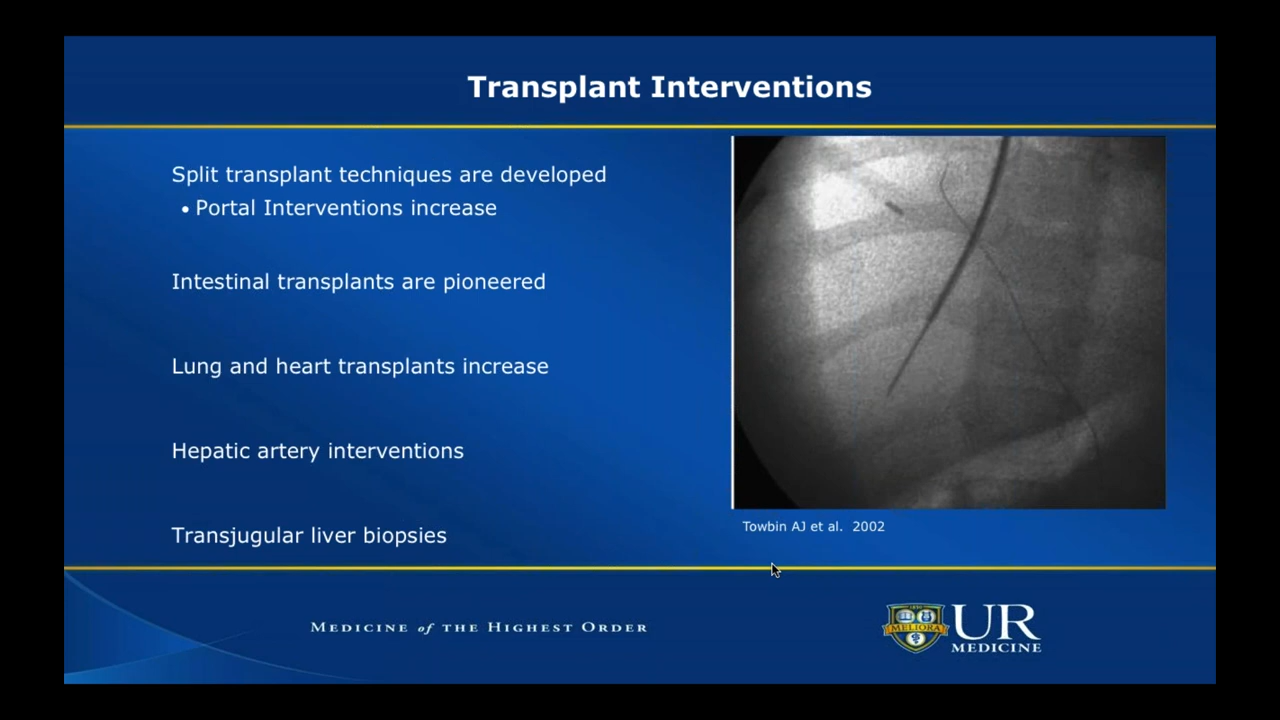 Transplant Interventions
Split transplant techniques are developed
• Portal Interventions increase
Intestinal transplants are pioneered
Lung and heart transplants increase
Hepatic artery interventions
Transjugular liver biopsies
Towbin AJ et al. 2002
MEDICINE of THE HIGHEST ORDER
MELIORA
UR
MEDICINE